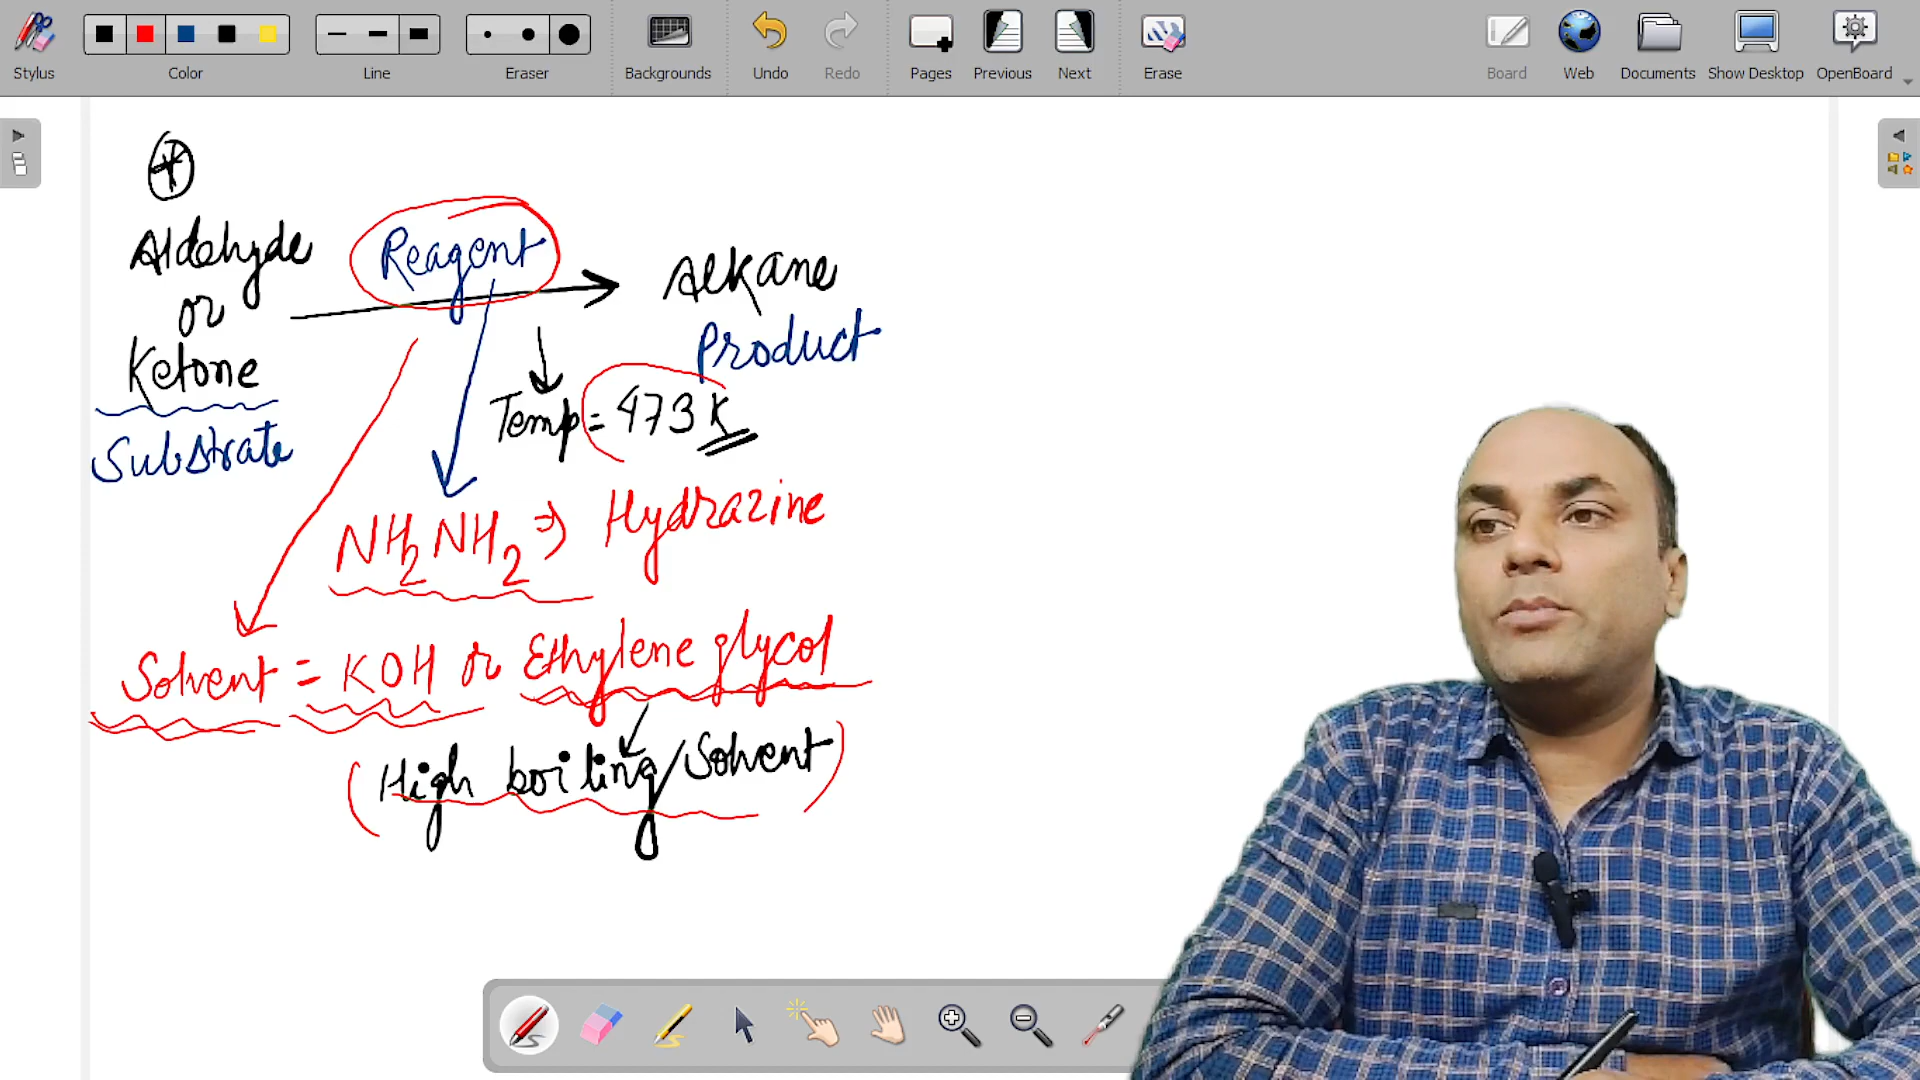 Stylus
Color
Line
Eraser
Backgrounds
Undo
Redo
Pages
Previous
Next
Erase
Board
Web
Documents
Show Desktop
OpenBoard
Aldehyde
or
Ketone
Substrate
Reagent
Alkane
Product
Temp = 473 K
NH2NH2 ⇒ Hydrazine
Solvent = KOH or Ethylene glycol
(High boiling Solvent)